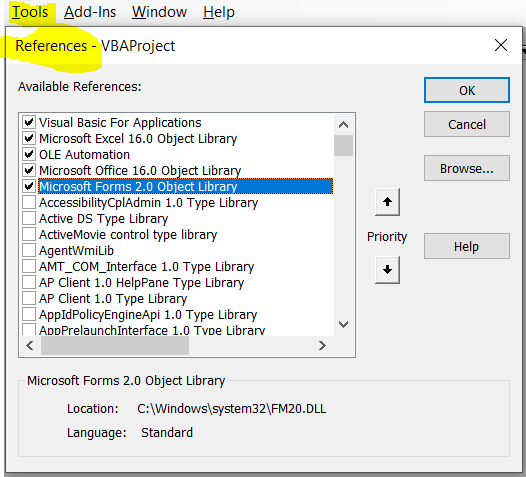 Tools Add-Ins Window Help
References - VBAProject
Available References:
OK
Visual Basic For Applications
Cancel
Microsoft Excel 16.0 Object Library
OLE Automation
Microsoft Office 16.0 Object Library
Browse...
Microsoft Forms 2.0 Object Library
AccessibilityCplAdmin 1.0 Type Library
Active DS Type Library
ActiveMovie control type library
Priority
AgentWmiLib
Help
AMT_COM_Interface 1.0 Type Library
AP Client 1.0 HelpPane Type Library
AP Client 1.0 Type Library
AppIdPolicyEngineApi 1.0 Type Library
AppPrelaunchInterface 1.0 Type Library
Microsoft Forms 2.0 Object Library
Location: C:\Windows\system32\FM20.DLL
Language: Standard